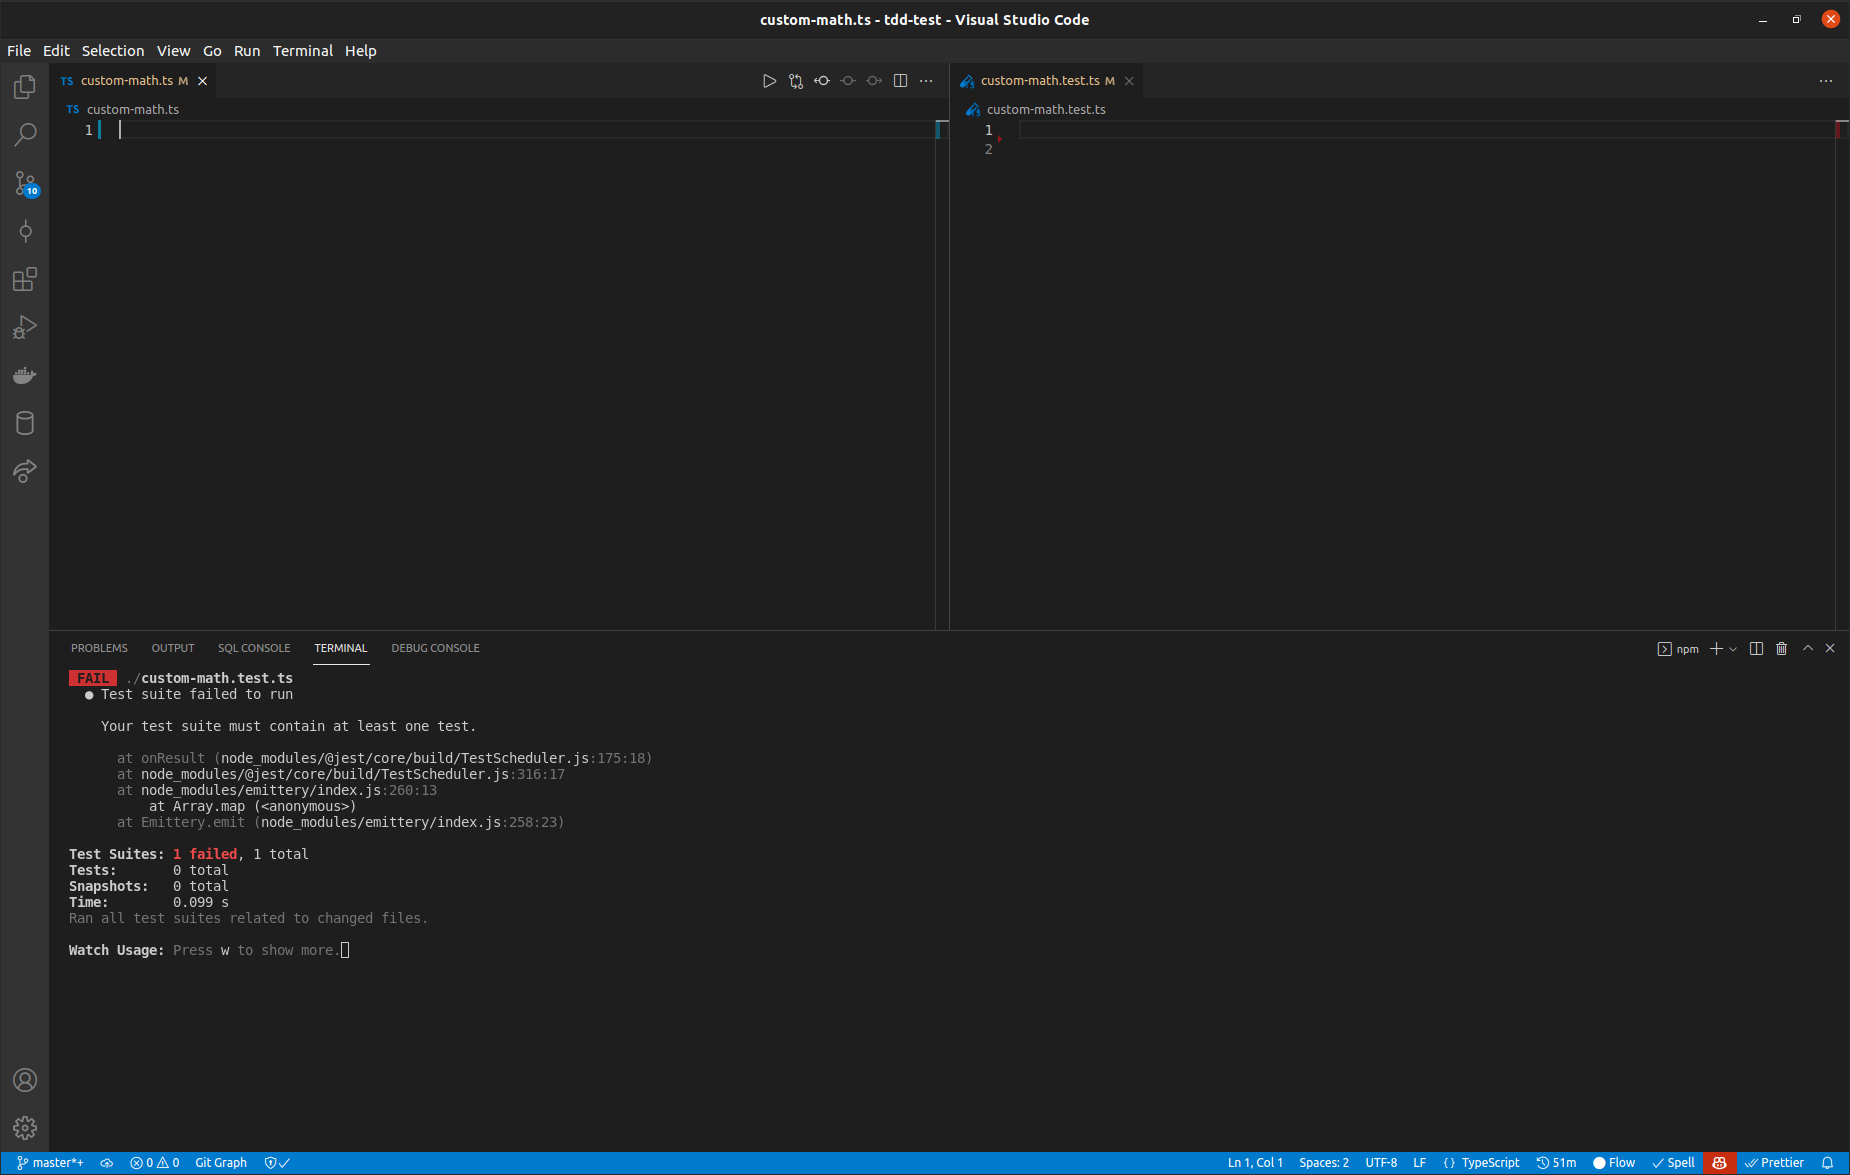 custom-math.ts - tdd-test - Visual Studio Code
File Edit Selection View Go Run Terminal Help
TS custom-math.ts M
custom-math.test.ts M
TS custom-math.ts
custom-math.test.ts
1
1
2
10
PROBLEMS OUTPUT SQL CONSOLE TERMINAL DEBUG CONSOLE
npm
FAIL ./custom-math.test.ts
● Test suite failed to run
Your test suite must contain at least one test.
at onResult (node_modules/@jest/core/build/TestScheduler.js:175:18)
at node_modules/@jest/core/build/TestScheduler.js:316:17
at node_modules/emittery/index.js:260:13
at Array.map (<anonymous>)
at Emittery.emit (node_modules/emittery/index.js:258:23)
Test Suites: 1 failed, 1 total
Tests: 0 total
Snapshots: 0 total
Time: 0.099 s
Ran all test suites related to changed files.
Watch Usage: Press w to show more.
master*+ 0 0 Git Graph Ln 1, Col 1 Spaces: 2 UTF-8 LF {} TypeScript 51m Flow Spell Prettier